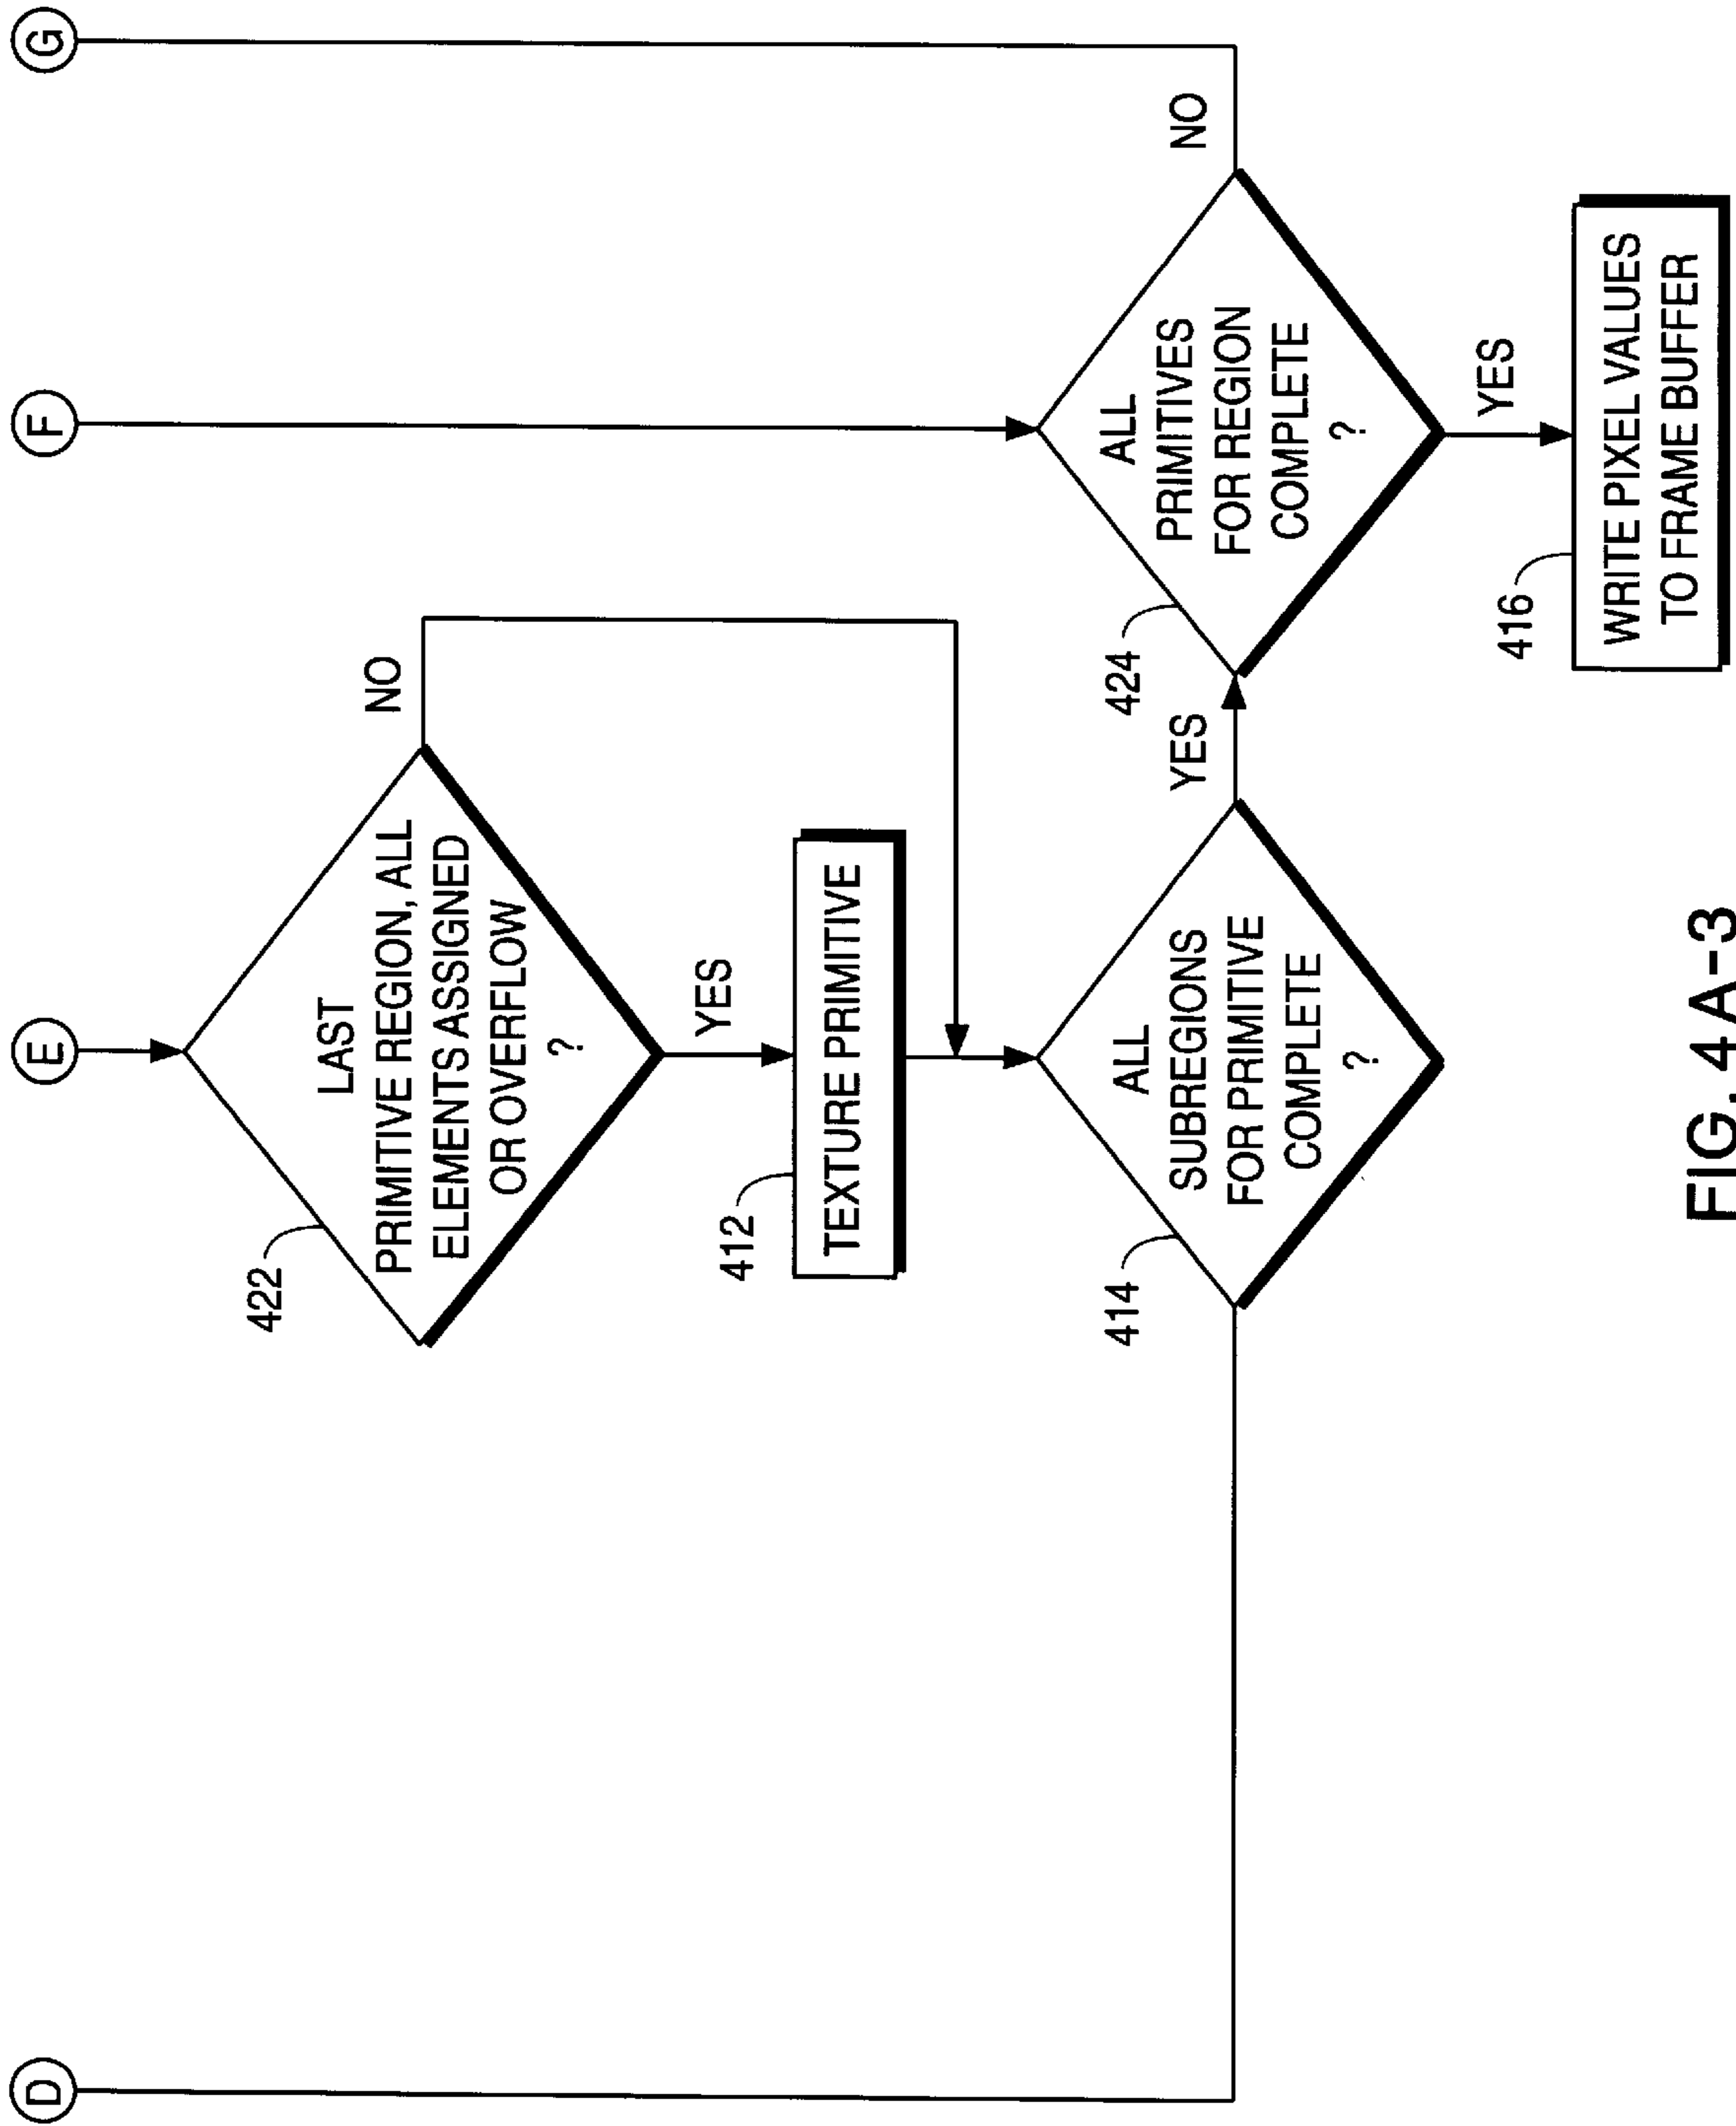 D
E
F
G
422
LAST
PRIMITIVE REGION, ALL
ELEMENTS ASSIGNED
OR OVERFLOW
?
NO
YES
412
TEXTURE PRIMITIVE
414
ALL
SUBREGIONS
FOR PRIMITIVE
COMPLETE
?
YES
424
ALL
PRIMITIVES
FOR REGION
COMPLETE
?
NO
YES
416
WRITE PIXEL VALUES
TO FRAME BUFFER
FIG. 4 A-3